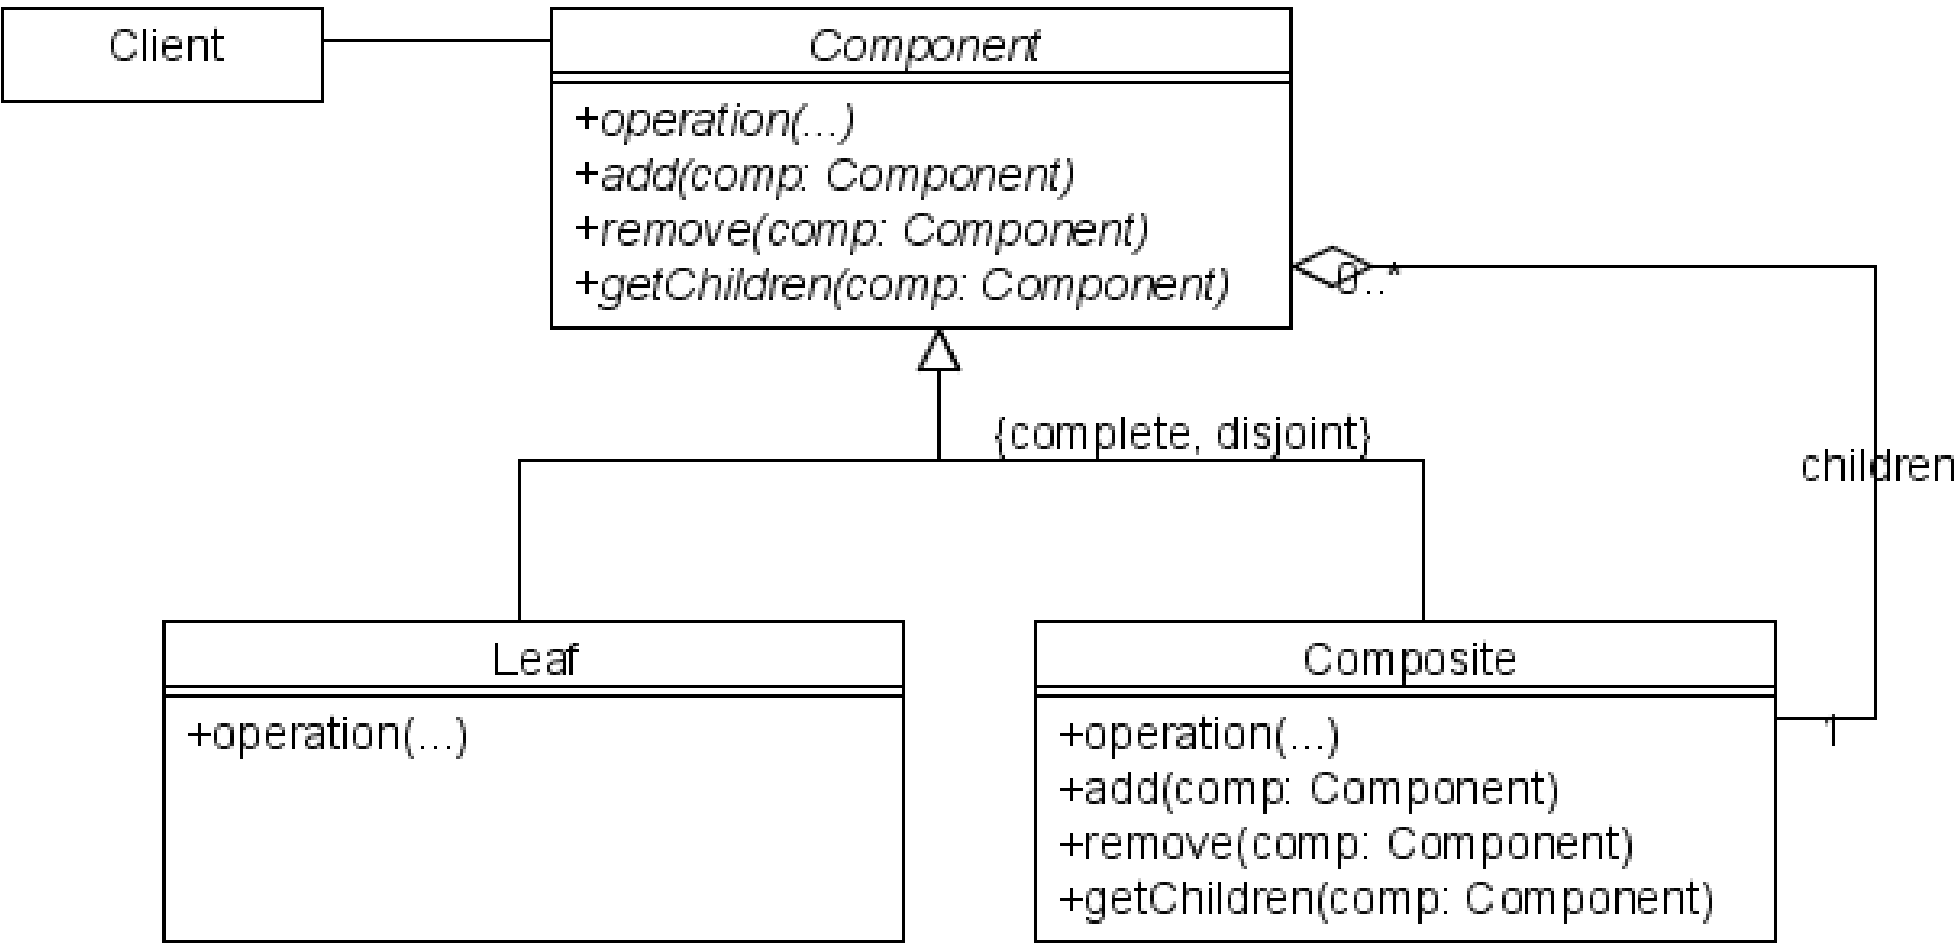 Client
Component
+operation(...)
+add(comp: Component)
+remove(comp: Component)
+getChildren(comp: Component)
0..*
{complete, disjoint}
children
Leaf
+operation(...)
Composite
+operation(...)
+add(comp: Component)
+remove(comp: Component)
+getChildren(comp: Component)
1